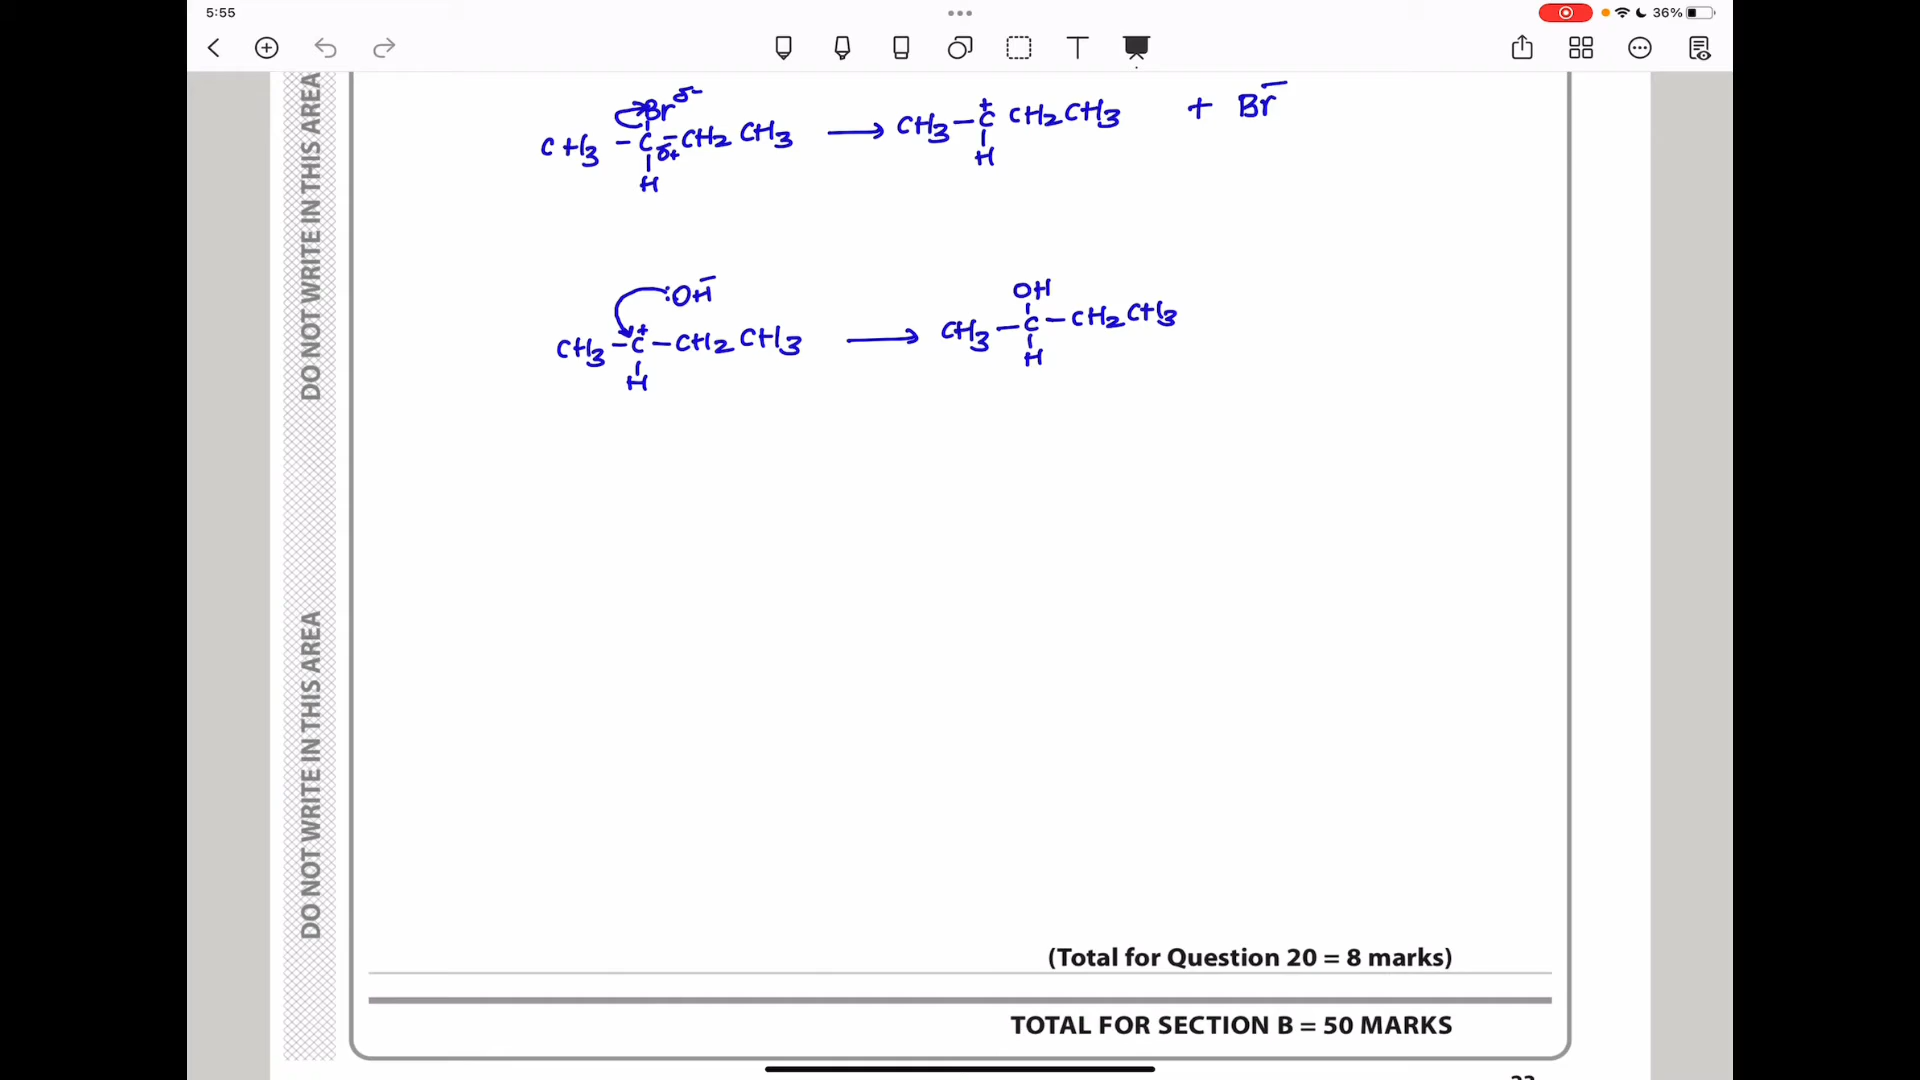 5:55
36%
Br δ-
CH3 - C - CH2 CH3 ⟶ CH3 - C CH2CH3 + Br⁻
δ+
+
H
H
:OH⁻
OH
CH3 - C - CH2 CH3 ⟶ CH3 - C - CH2CH3
+
H
H
DO NOT WRITE IN THIS AREA
DO NOT WRITE IN THIS AREA
(Total for Question 20 = 8 marks)
TOTAL FOR SECTION B = 50 MARKS